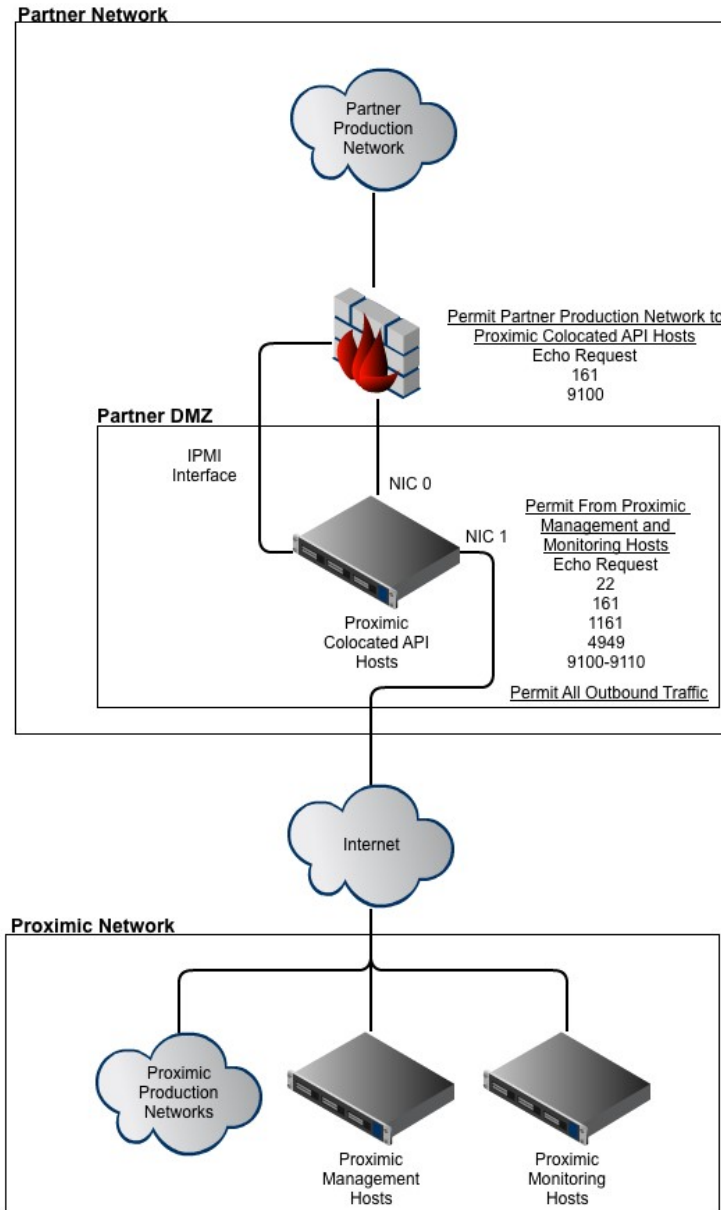 Partner Network
Partner
Production
Network
Permit Partner Production Network to
Proximic Colocated API Hosts
Echo Request
161
9100
Partner DMZ
IPMI
Interface
NIC 0
NIC 1
Permit From Proximic
Management and
Monitoring Hosts
Echo Request
22
161
1161
4949
9100-9110
Proximic
Colocated API
Hosts
Permit All Outbound Traffic
Internet
Proximic Network
Proximic
Production
Networks
Proximic
Management
Hosts
Proximic
Monitoring
Hosts